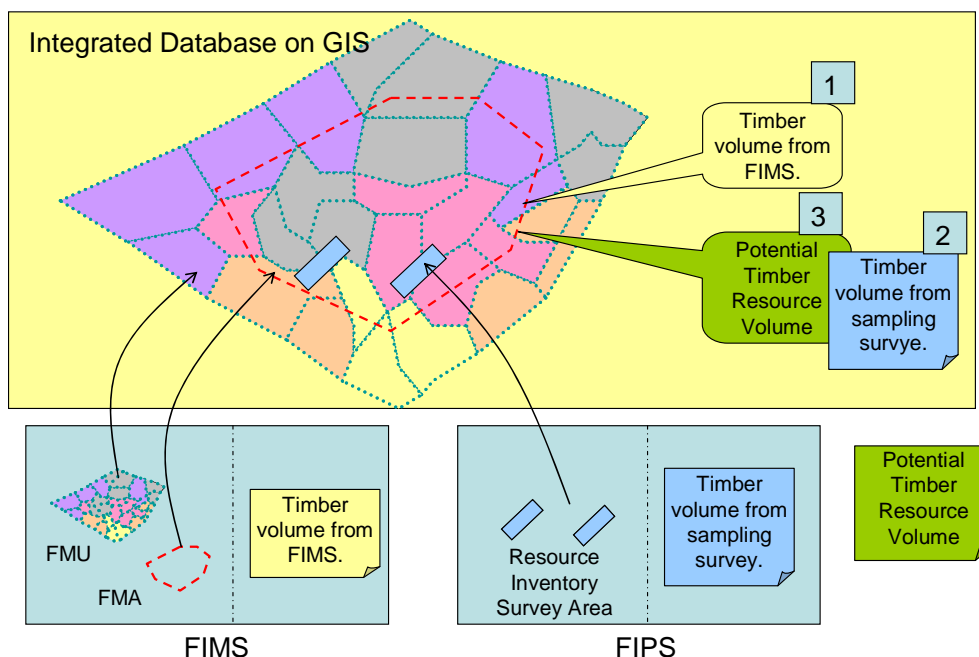 Integrated Database on GIS
1
Timber
volume from
FIMS.
3
Potential
Timber
Resource
Volume
2
Timber
volume from
sampling
survye.
FMU
FMA
Timber
volume from
FIMS.
FIMS
Resource
Inventory
Survey Area
Timber
volume from
sampling
survey.
FIPS
Potential
Timber
Resource
Volume